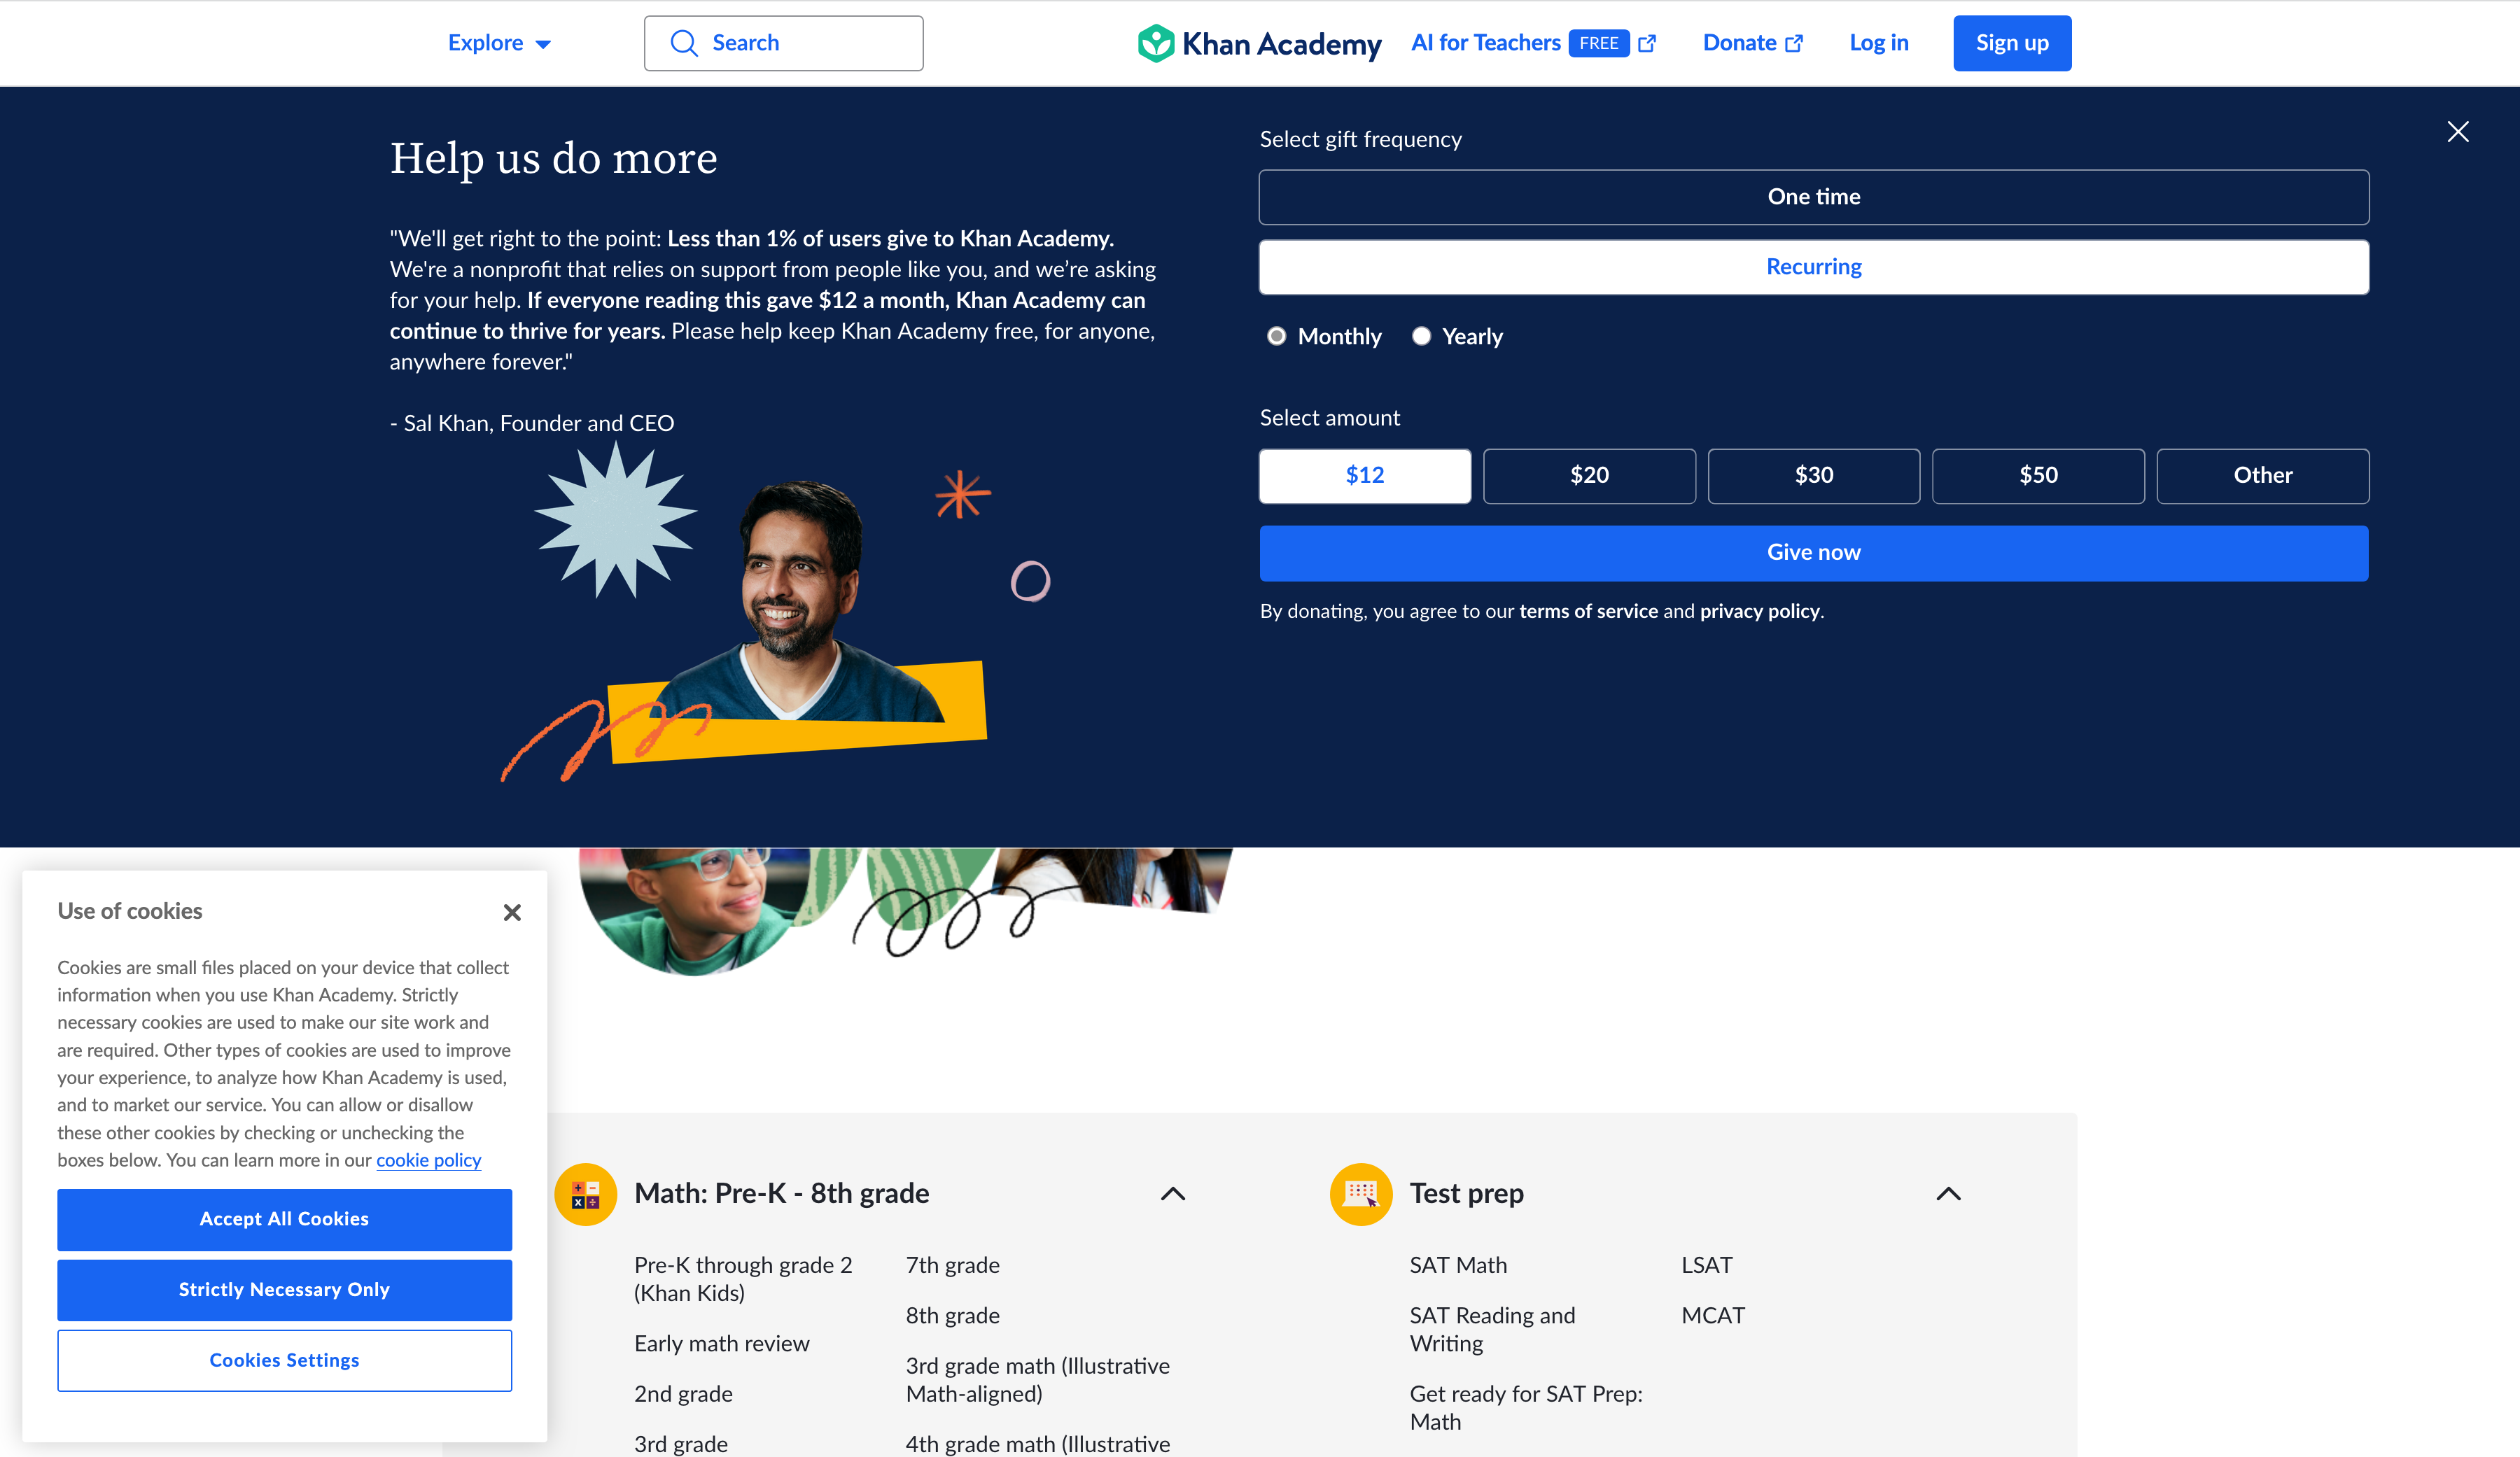 Explore
Search
Khan Academy
AI for Teachers FREE
Donate
Log in
Sign up
Help us do more
"We'll get right to the point: Less than 1% of users give to Khan Academy.
We're a nonprofit that relies on support from people like you, and we’re asking
for your help. If everyone reading this gave $12 a month, Khan Academy can
continue to thrive for years. Please help keep Khan Academy free, for anyone,
anywhere forever."
- Sal Khan, Founder and CEO
Select gift frequency
One time
Recurring
Monthly
Yearly
Select amount
$12
$20
$30
$50
Other
Give now
By donating, you agree to our terms of service and privacy policy.
Use of cookies
Cookies are small files placed on your device that collect
information when you use Khan Academy. Strictly
necessary cookies are used to make our site work and
are required. Other types of cookies are used to improve
your experience, to analyze how Khan Academy is used,
and to market our service. You can allow or disallow
these other cookies by checking or unchecking the
boxes below. You can learn more in our cookie policy
Accept All Cookies
Strictly Necessary Only
Cookies Settings
Math: Pre-K - 8th grade
Pre-K through grade 2
(Khan Kids)
Early math review
2nd grade
3rd grade
7th grade
8th grade
3rd grade math (Illustrative
Math-aligned)
4th grade math (Illustrative
Test prep
SAT Math
SAT Reading and
Writing
Get ready for SAT Prep:
Math
LSAT
MCAT